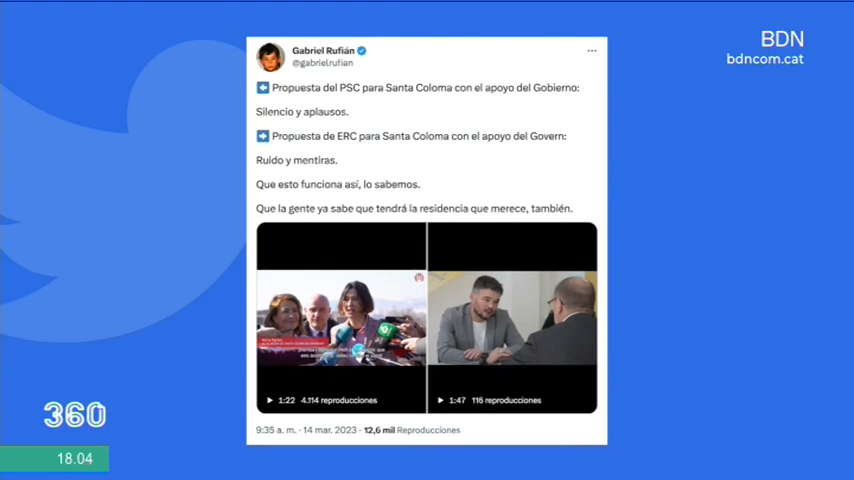 BDN
bdncom.cat
Gabriel Rufián
@gabrielrufian
Propuesta del PSC para Santa Coloma con el apoyo del Gobierno:
Silencio y aplausos.
Propuesta de ERC para Santa Coloma con el apoyo del Govern:
Ruido y mentiras.
Que esto funciona así, lo sabemos.
Que la gente ya sabe que tendrá la residencia que merece, también.
1:22 4.114 reproducciones
1:47 116 reproducciones
9:35 a. m. · 14 mar. 2023 · 12,6 mil Reproducciones
360
18.04